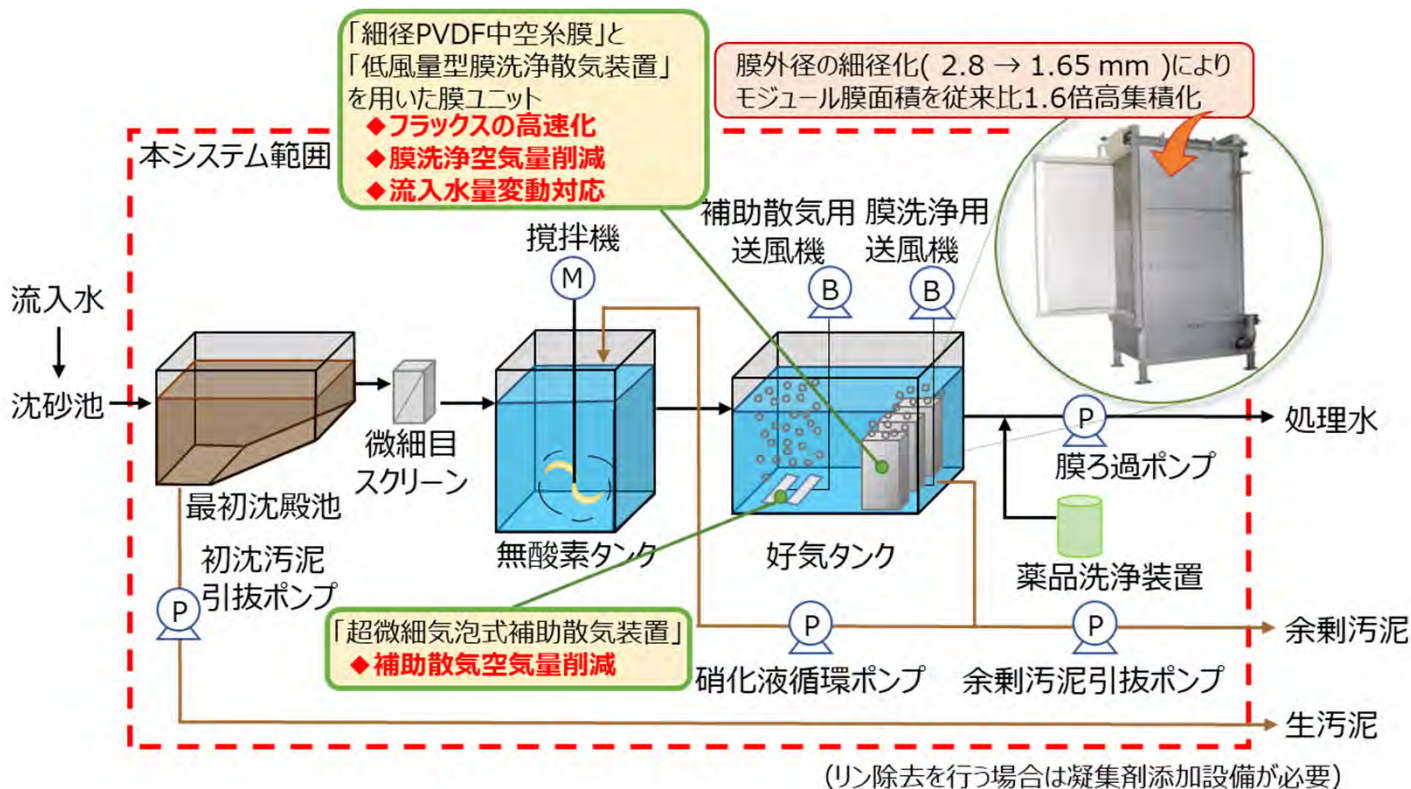 「細径PVDF中空糸膜」と
「低風量型膜洗浄散気装置」
を用いた膜ユニット
◆フラックスの高速化
◆膜洗浄空気量削減
◆流入水量変動対応
膜外径の細径化( 2.8 → 1.65 mm )により
モジュール膜面積を従来比1.6倍高集積化
本システム範囲
撹拌機
M
補助散気用
送風機
B
膜洗浄用
送風機
B
流入水
沈砂池
最初沈殿池
微細目
スクリーン
無酸素タンク
好気タンク
P
膜ろ過ポンプ
処理水
薬品洗浄装置
初沈汚泥
引抜ポンプ
P
「超微細気泡式補助散気装置」
◆補助散気空気量削減
P
硝化液循環ポンプ
P
余剰汚泥引抜ポンプ
余剰汚泥
生汚泥
(リン除去を行う場合は凝集剤添加設備が必要)